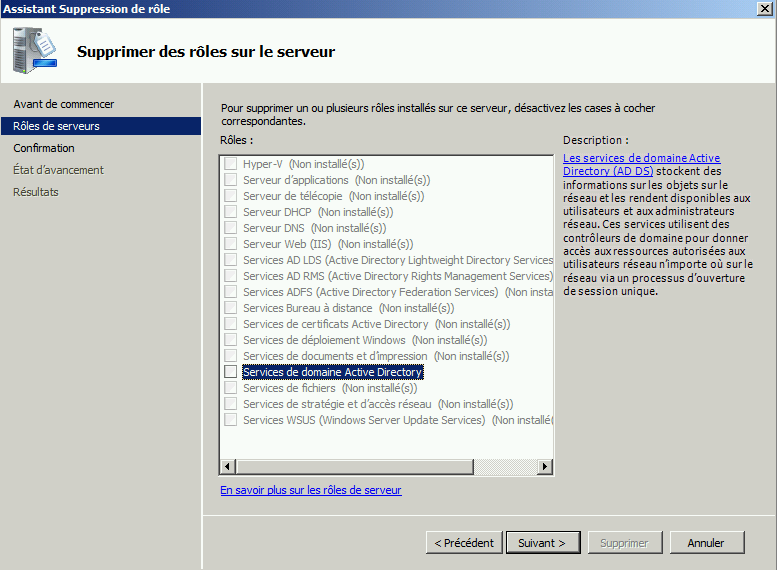 Assistant Suppression de rôle
Supprimer des rôles sur le serveur
Avant de commencer
Rôles de serveurs
Confirmation
État d'avancement
Résultats
Pour supprimer un ou plusieurs rôles installés sur ce serveur, désactivez les cases à cocher
correspondantes.
Rôles :
Hyper-V (Non installé(s))
Serveur d'applications (Non installé(s))
Serveur de télécopie (Non installé(s))
Serveur DHCP (Non installé(s))
Serveur DNS (Non installé(s))
Serveur Web (IIS) (Non installé(s))
Services AD LDS (Active Directory Lightweight Directory Services
Services AD RMS (Active Directory Rights Management Services)
Services ADFS (Active Directory Federation Services) (Non insta
Services Bureau à distance (Non installé(s))
Services de certificats Active Directory (Non installé(s))
Services de déploiement Windows (Non installé(s))
Services de documents et d'impression (Non installé(s))
Services de domaine Active Directory
Services de fichiers (Non installé(s))
Services de stratégie et d'accès réseau (Non installé(s))
Services WSUS (Windows Server Update Services) (Non installé(
En savoir plus sur les rôles de serveur
Description :
Les services de domaine Active
Directory (AD DS) stockent des
informations sur les objets sur le
réseau et les rendent disponibles aux
utilisateurs et aux administrateurs
réseau. Ces services utilisent des
contrôleurs de domaine pour donner
accès aux ressources autorisées aux
utilisateurs réseau n'importe où sur le
réseau via un processus d'ouverture
de session unique.
< Précédent
Suivant >
Supprimer
Annuler